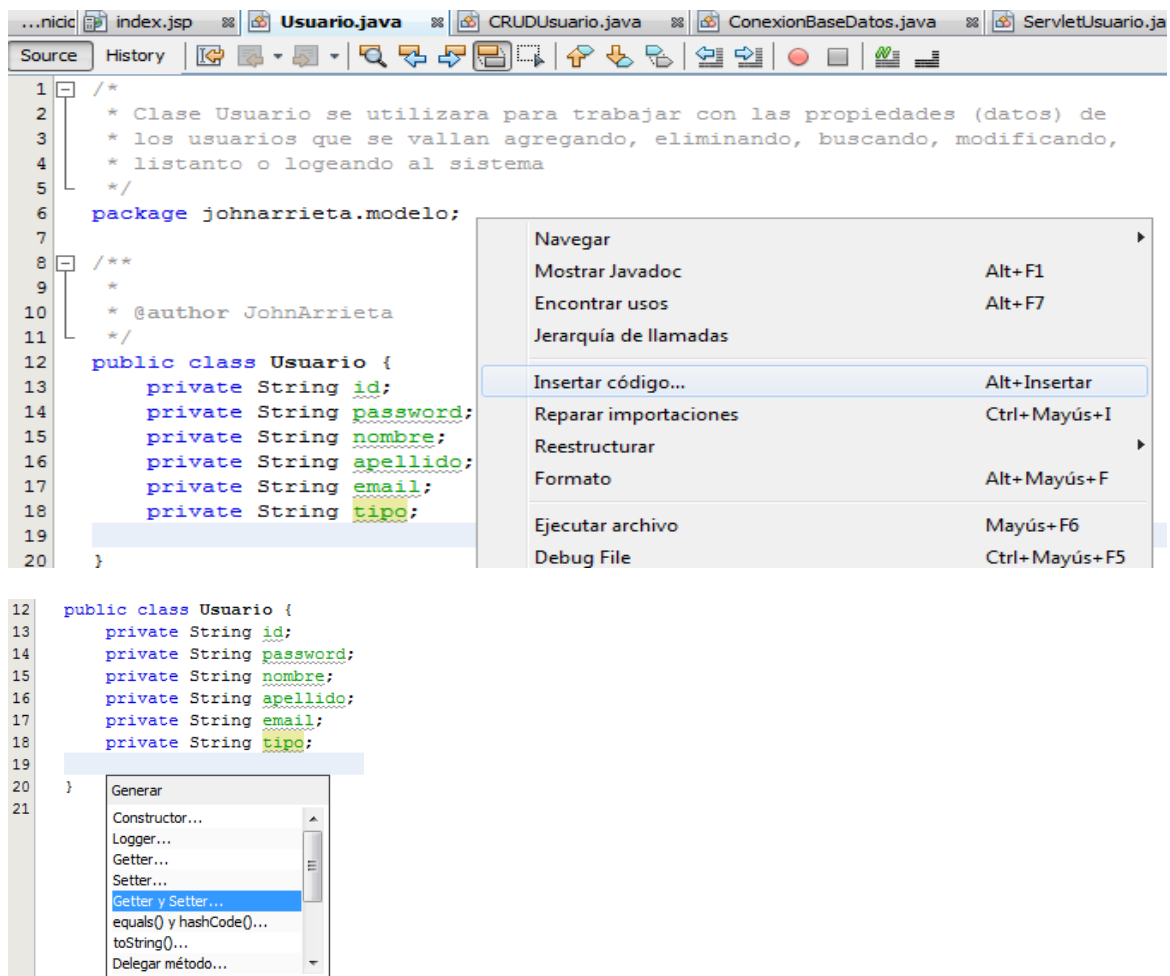 ...nicic index.jsp Usuario.java CRUDUsuario.java ConexionBaseDatos.java ServletUsuario.ja
Source History
1 /*
2 * Clase Usuario se utilizara para trabajar con las propiedades (datos) de
3 * los usuarios que se vallan agregando, eliminando, buscando, modificando,
4 * listanto o logeando al sistema
5 */
6 package johnarrieta.modelo;
7
8 /**
9 *
10 * @author JohnArrieta
11 */
12 public class Usuario {
13 private String id;
14 private String password;
15 private String nombre;
16 private String apellido;
17 private String email;
18 private String tipo;
19
20 }
Navegar
Mostrar Javadoc Alt+F1
Encontrar usos Alt+F7
Jerarquía de llamadas
Insertar código... Alt+Insertar
Reparar importaciones Ctrl+Mayús+I
Reestructurar
Formato Alt+Mayús+F
Ejecutar archivo Mayús+F6
Debug File Ctrl+Mayús+F5
12 public class Usuario {
13 private String id;
14 private String password;
15 private String nombre;
16 private String apellido;
17 private String email;
18 private String tipo;
19
20 }
21
Generar
Constructor...
Logger...
Getter...
Setter...
Getter y Setter...
equals() y hashCode()...
toString()...
Delegar método...